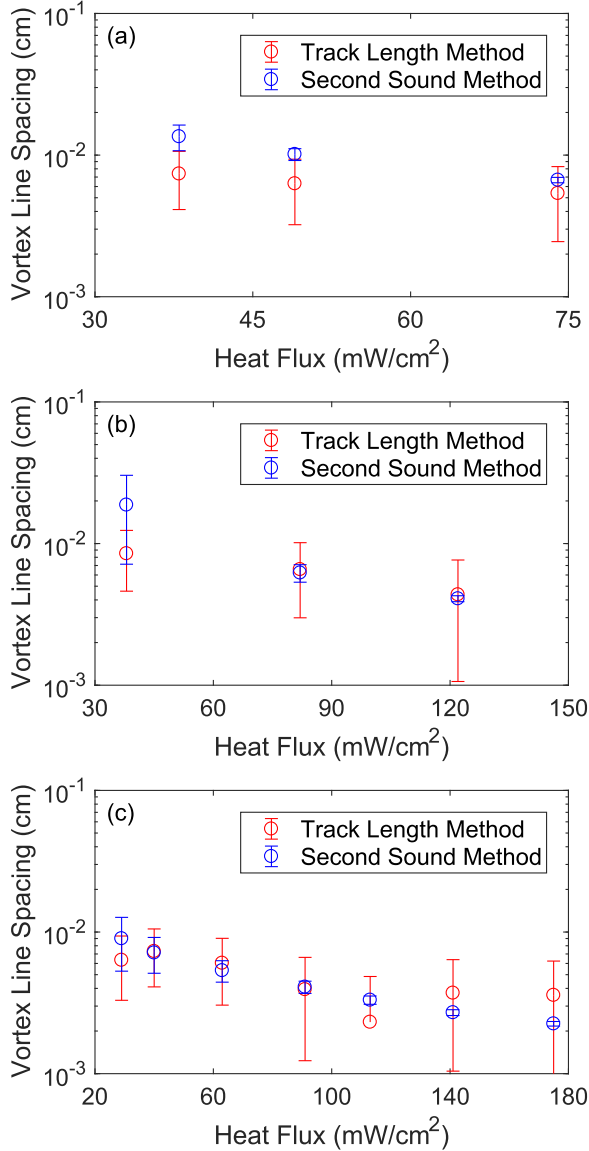 (a)
Track Length Method
Second Sound Method
Vortex Line Spacing (cm)
10^-1
10^-2
10^-3
30 45 60 75
Heat Flux (mW/cm^2)
(b)
Track Length Method
Second Sound Method
Vortex Line Spacing (cm)
10^-1
10^-2
10^-3
30 60 90 120 150
Heat Flux (mW/cm^2)
(c)
Track Length Method
Second Sound Method
Vortex Line Spacing (cm)
10^-1
10^-2
10^-3
20 60 100 140 180
Heat Flux (mW/cm^2)